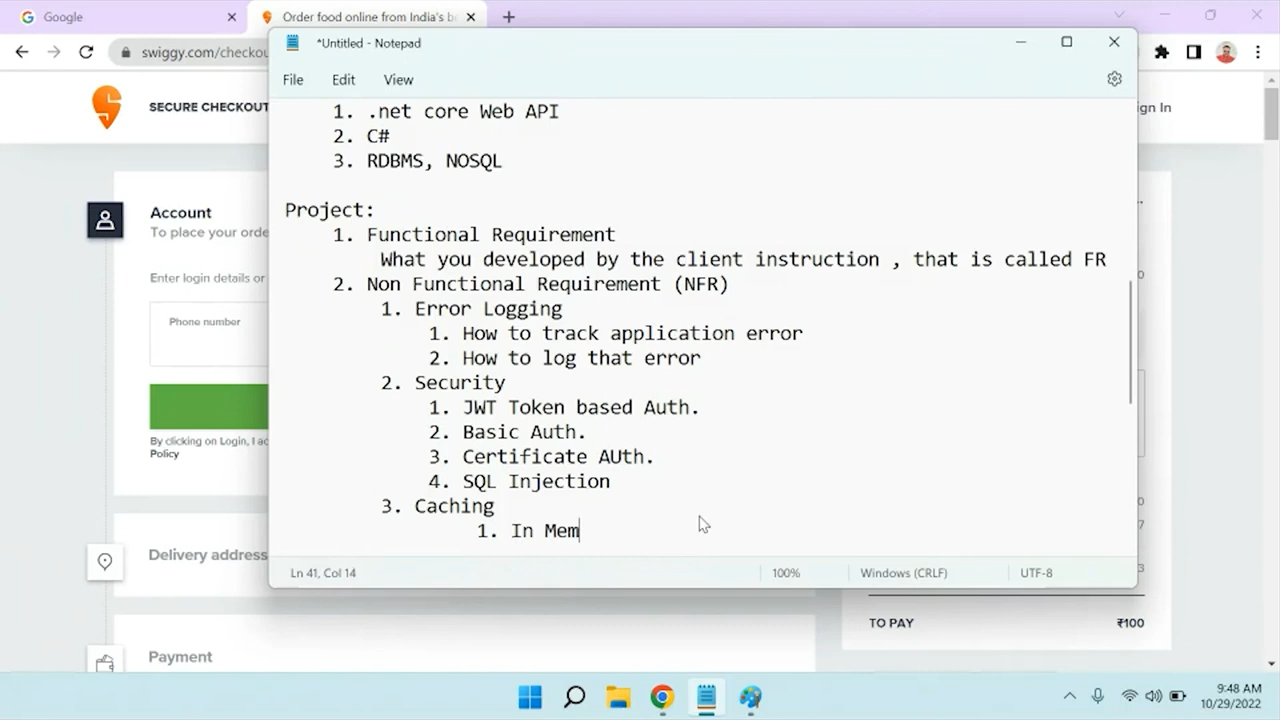 Google
Order food online from India's b
swiggy.com/checko
*Untitled - Notepad
File Edit View
1. .net core Web API
2. C#
3. RDBMS, NOSQL
Project:
1. Functional Requirement
What you developed by the client instruction , that is called FR
2. Non Functional Requirement (NFR)
1. Error Logging
1. How to track application error
2. How to log that error
2. Security
1. JWT Token based Auth.
2. Basic Auth.
3. Certificate AUth.
4. SQL Injection
3. Caching
1. In Mem
Ln 41, Col 14
100%
Windows (CRLF)
UTF-8
SECURE CHECKOUT
gn In
Account
To place your orde
Enter login details or
Phone number
By clicking on Login, I ac
Policy
Delivery address
Payment
TO PAY ₹100
9:48 AM
10/29/2022